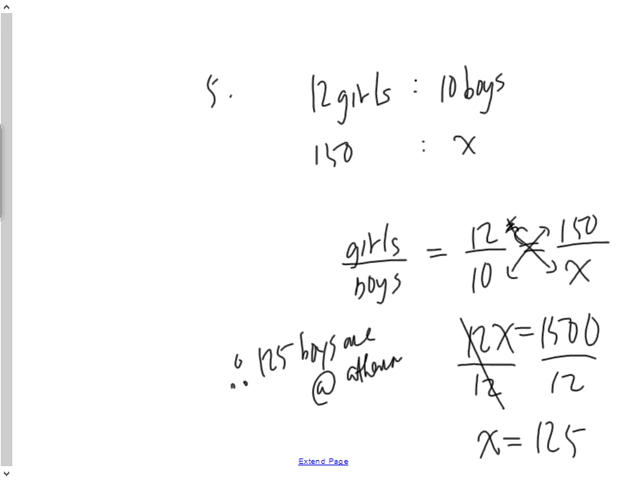 5. 12 girls : 10 boys
150 : x
girls/boys = 12/10 = 150/x
12x/12 = 1500/12
x = 125
∴ 125 boys are
@
Extend Page